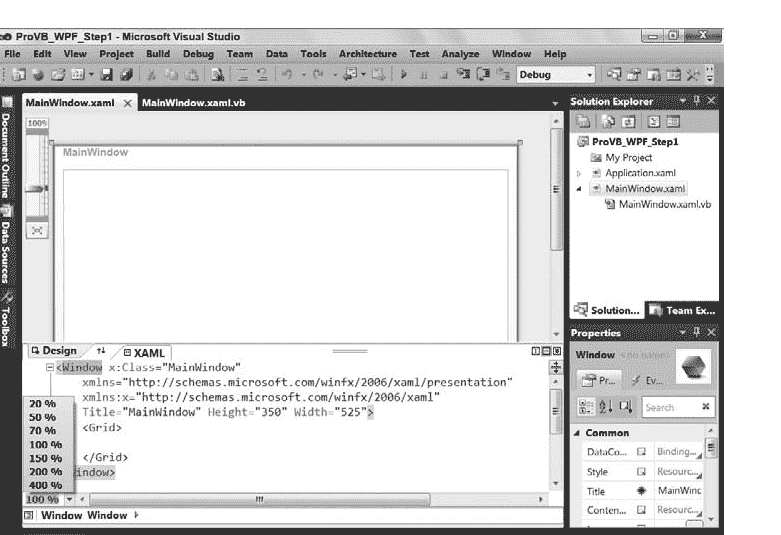 ProVB_WPF_Step1 - Microsoft Visual Studio
File Edit View Project Build Debug Team Data Tools Architecture Test Analyze Window Help
Debug
MainWindow.xaml × MainWindow.xaml.vb
Document Outline
Data Sources
Toolbox
100%
MainWindow
Design XAML
<Window x:Class="MainWindow"
xmlns="http://schemas.microsoft.com/winfx/2006/xaml/presentation"
xmlns:x="http://schemas.microsoft.com/winfx/2006/xaml"
Title="MainWindow" Height="350" Width="525">
<Grid>
</Grid>
indow>
20 %
50 %
70 %
100 %
150 %
200 %
400 %
100 %
Window Window
Solution Explorer
ProVB_WPF_Step1
My Project
Application.xaml
MainWindow.xaml
MainWindow.xaml.vb
Solution... Team Ex...
Properties
Window <no name>
Pr... Ev...
Search
Common
DataCo... Binding...
Style Resourc...
Title MainWinc
Conten... Resourc...